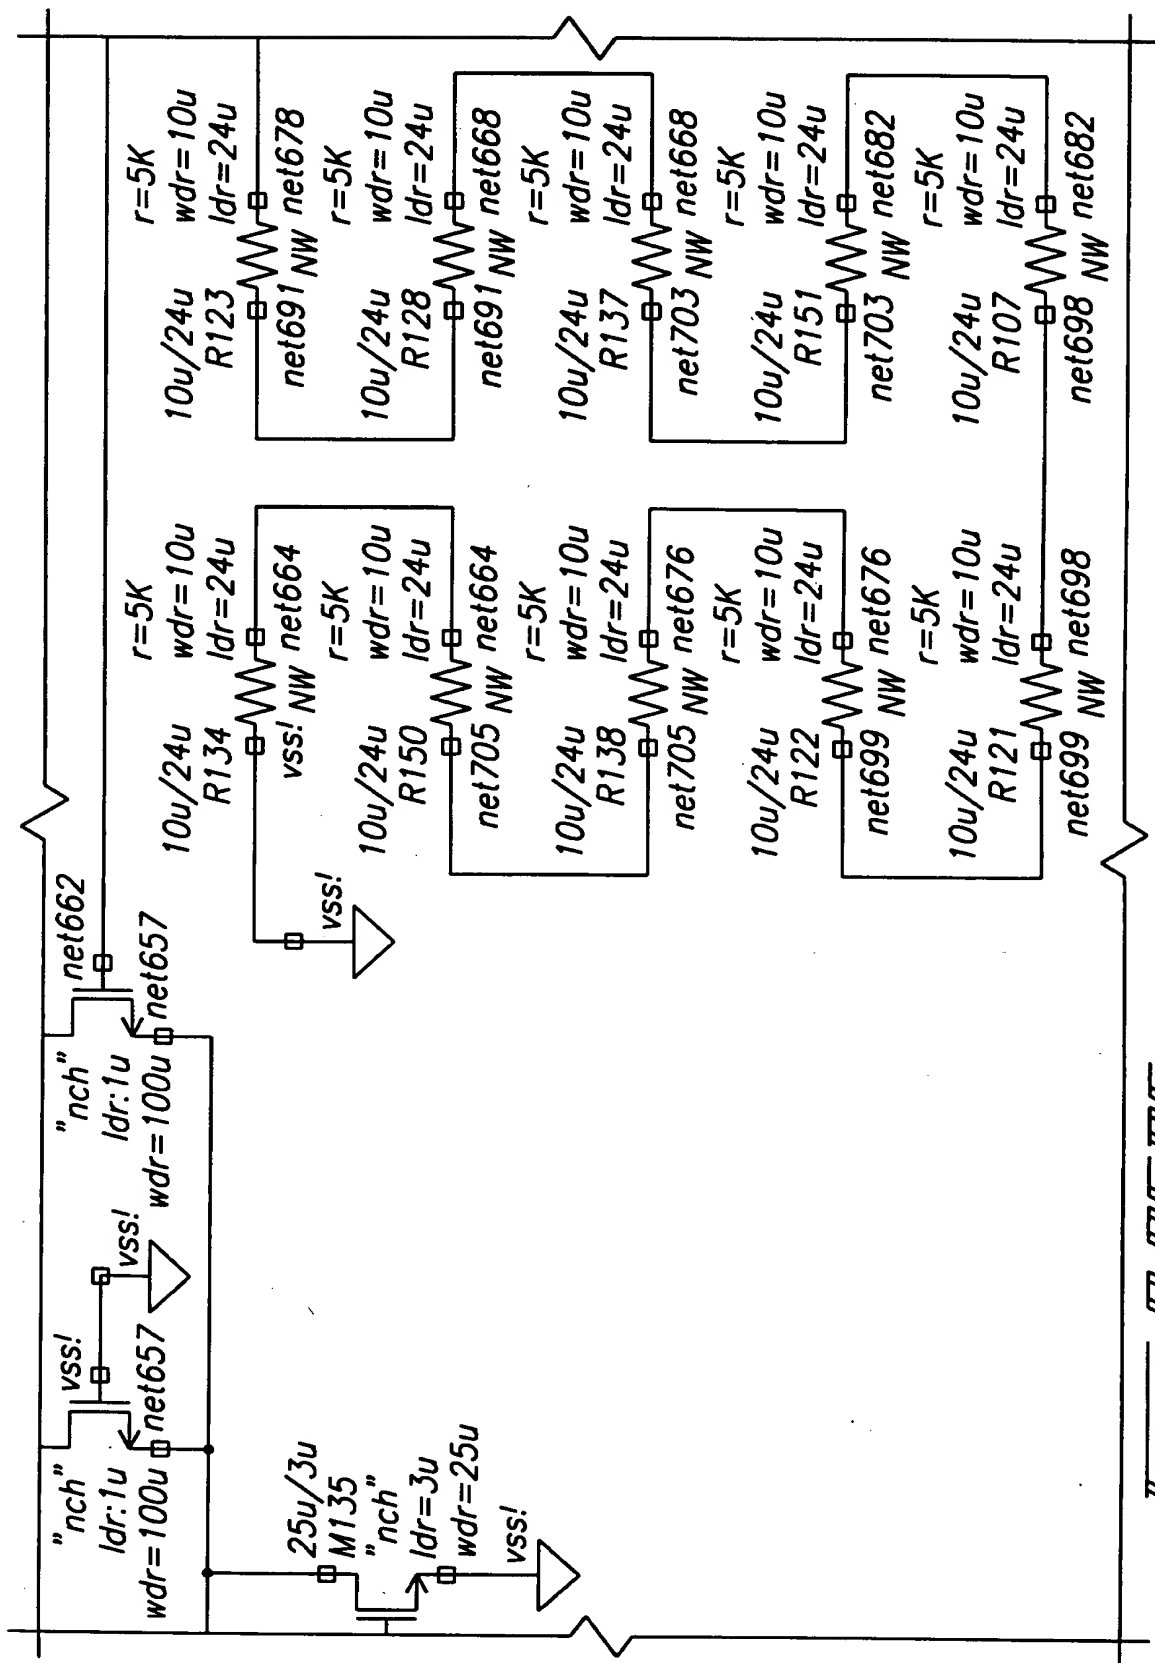 "nch"
ldr:1u
wdr=100u
vss!
net657
vss!
"nch"
ldr:1u
wdr=100u
net662
net657
25u/3u
M135
"nch"
ldr=3u
wdr=25u
vss!
vss!
10u/24u
R134
vss!
NW
r=5K
wdr=10u
ldr=24u
net664
10u/24u
R123
net691
NW
r=5K
wdr=10u
ldr=24u
net678
10u/24u
R150
net705
NW
r=5K
wdr=10u
ldr=24u
net664
10u/24u
R128
net691
NW
r=5K
wdr=10u
ldr=24u
net668
10u/24u
R138
net705
NW
r=5K
wdr=10u
ldr=24u
net676
10u/24u
R137
net703
NW
r=5K
wdr=10u
ldr=24u
net668
10u/24u
R122
net699
NW
r=5K
wdr=10u
ldr=24u
net676
10u/24u
R151
net703
NW
r=5K
wdr=10u
ldr=24u
net682
10u/24u
R121
net699
NW
r=5K
wdr=10u
ldr=24u
net698
10u/24u
R107
net698
NW
r=5K
wdr=10u
ldr=24u
net682